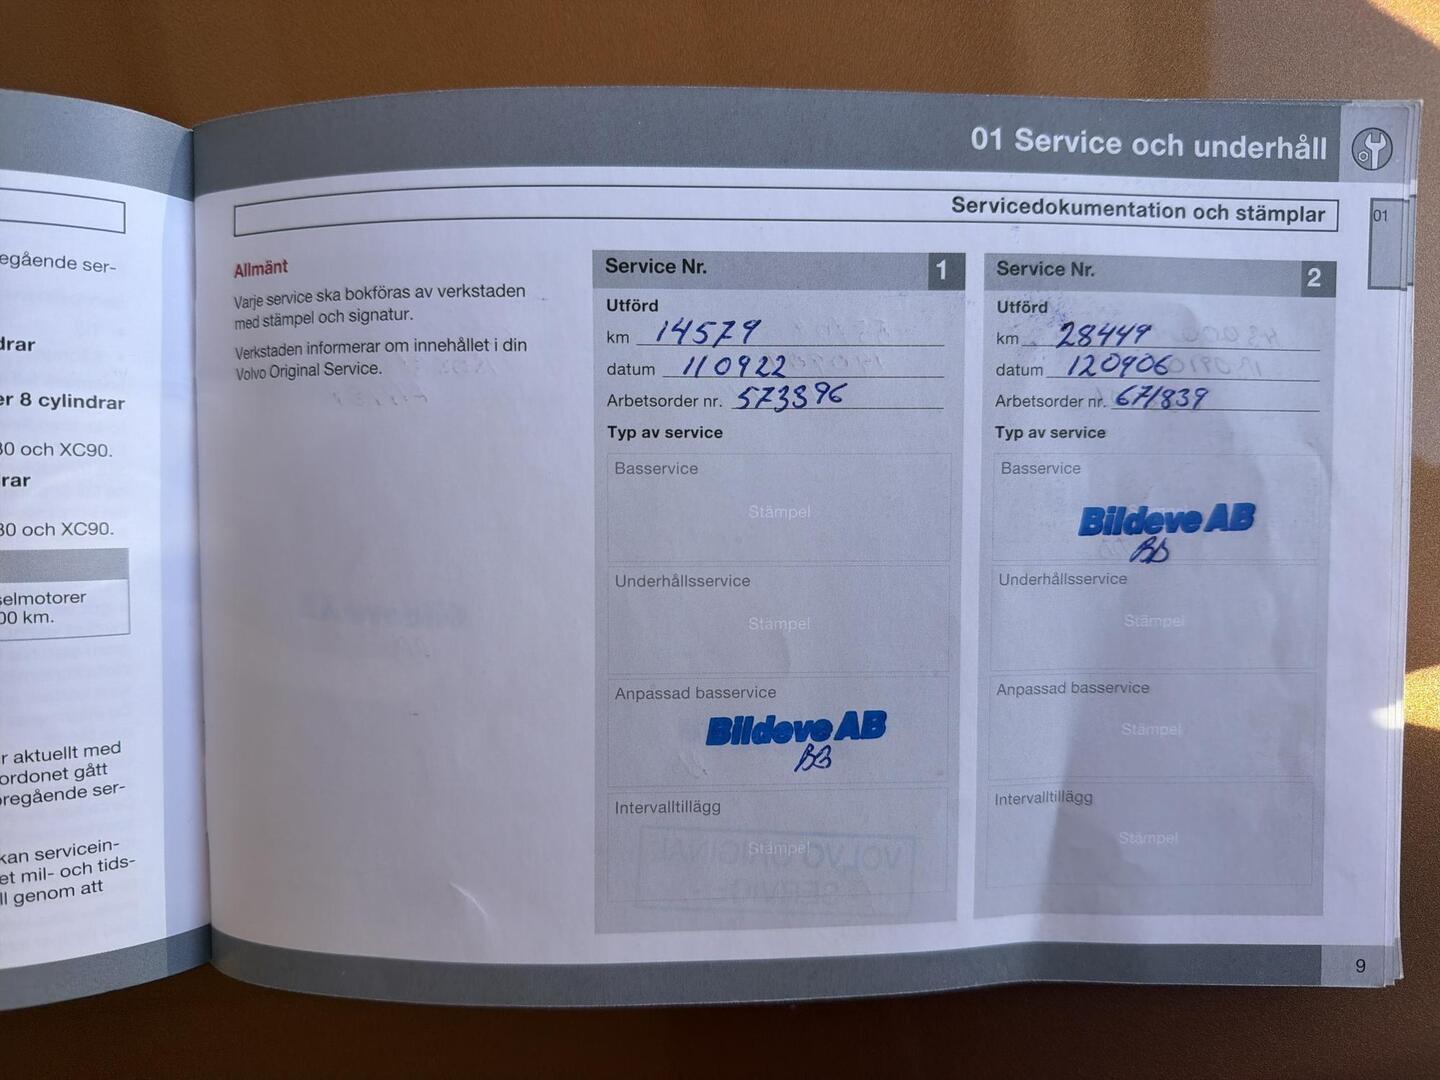 egående ser-
drar
er 8 cylindrar
30 och XC90.
rar
30 och XC90.
selmotorer
00 km.
r aktuellt med
ordonet gått
oregående ser-
kan servicein-
et mil- och tids-
ll genom att
01 Service och underhåll
01
Servicedokumentation och stämplar
Allmänt
Varje service ska bokföras av verkstaden
med stämpel och signatur.
Verkstaden informerar om innehållet i din
Volvo Original Service.
Service Nr. 1
Utförd
km 14579
datum 110922
Arbetsorder nr. 573396
Typ av service
Basservice
Stämpel
Underhållsservice
Stämpel
Anpassad basservice
Bildeve AB
Intervalltillägg
Stämpel
Service Nr. 2
Utförd
km 28449
datum 120906
Arbetsorder nr. 671839
Typ av service
Basservice
Bildeve AB
Underhållsservice
Stämpel
Anpassad basservice
Stämpel
Intervalltillägg
Stämpel
9